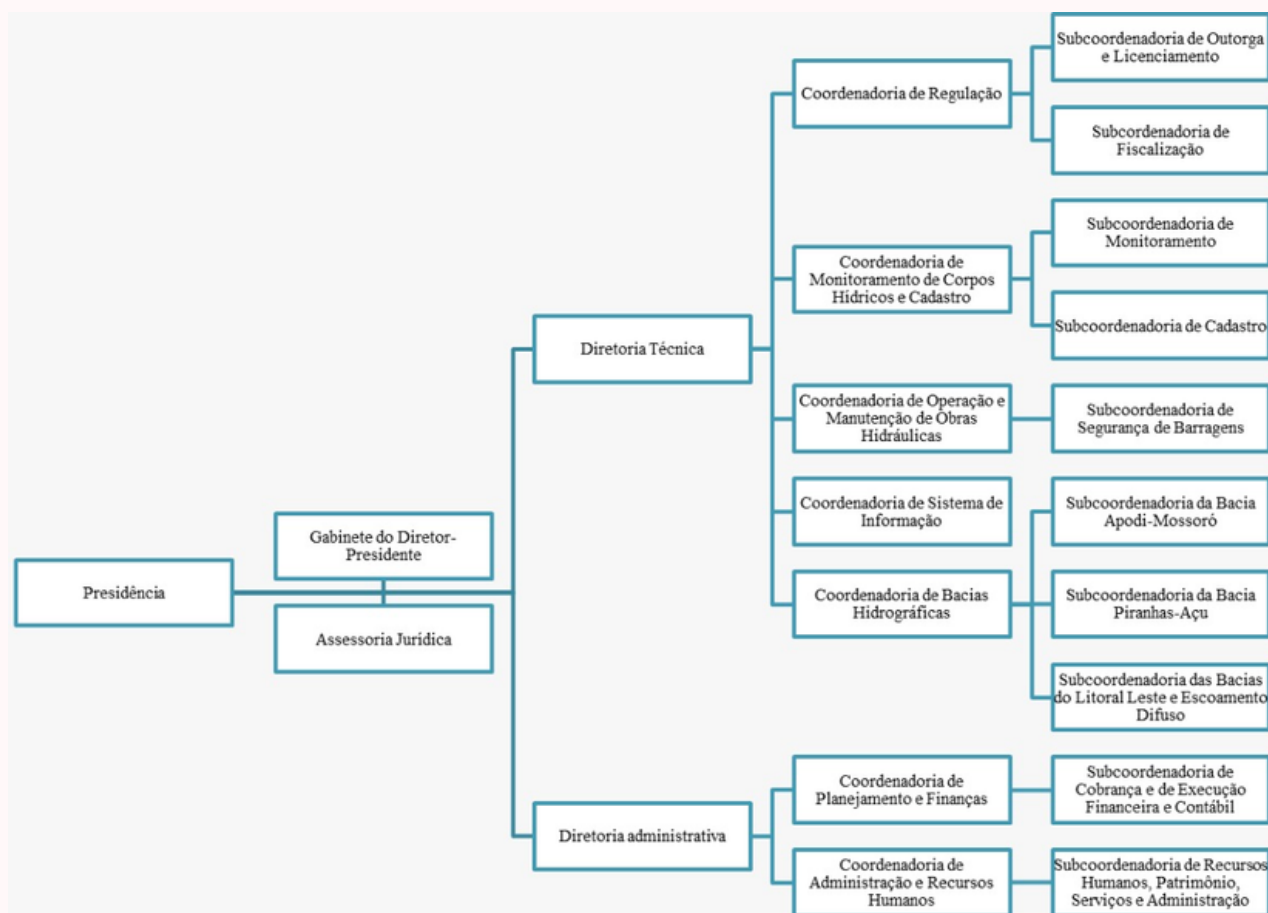 Presidência
Gabinete do Diretor-
Presidente
Assessoria Jurídica
Diretoria Técnica
Coordenadoria de Regulação
Subcoordenadoria de Outorga
e Licenciamento
Subcordenadoria de
Fiscalização
Coordenadoria de
Monitoramento de Corpos
Hídricos e Cadastro
Subcoordenadoria de
Monitoramento
Subcoordenadoria de Cadastro
Coordenadoria de Operação e
Manutenção de Obras
Hidráulicas
Subcoordenadoria de
Segurança de Barragens
Coordenadoria de Sistema de
Informação
Coordenadoria de Bacias
Hidrográficas
Subcoordenadoria da Bacia
Apodi-Mossoró
Subcoordenadoria da Bacia
Piranhas-Açu
Subcoordenadoria das Bacias
do Litoral Leste e Escoamento
Difuso
Diretoria administrativa
Coordenadoria de
Planejamento e Finanças
Subcoordenadoria de
Cobrança e de Execução
Financeira e Contábil
Coordenadoria de
Administração e Recursos
Humanos
Subcoordenadoria de Recursos
Humanos, Patrimônio,
Serviços e Administração